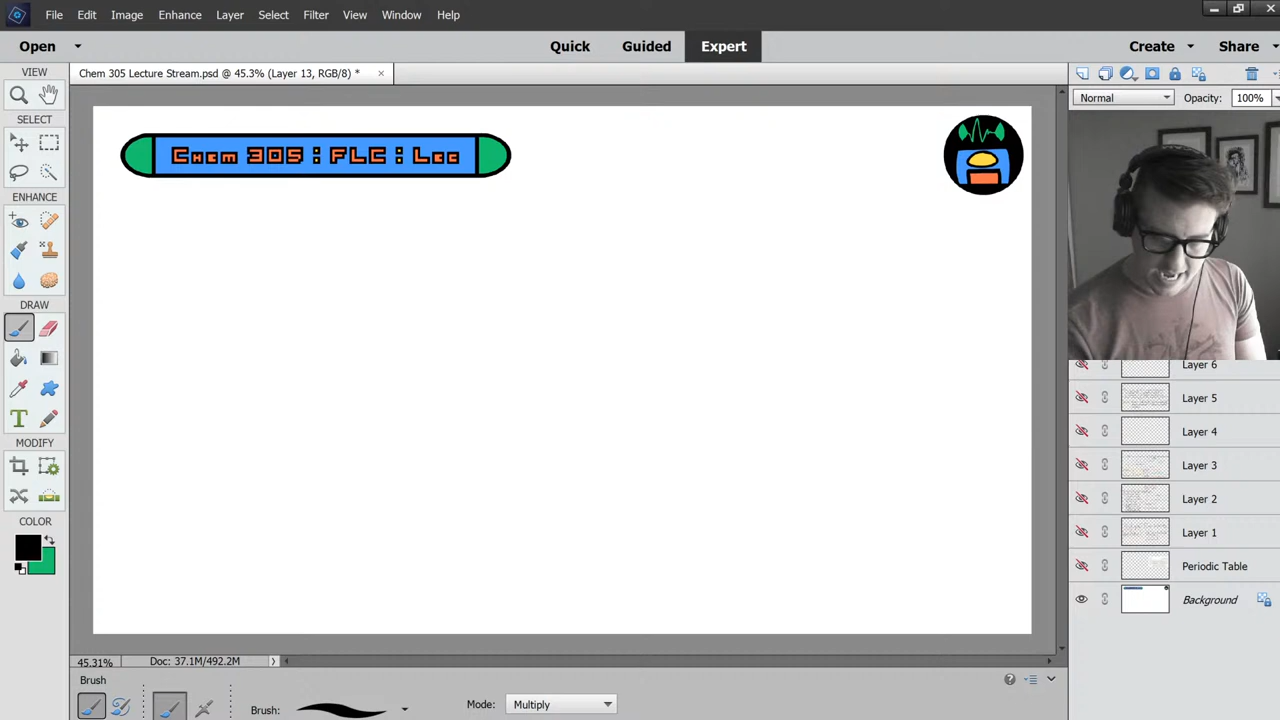 File Edit Image Enhance Layer Select Filter View Window Help
Open Quick Guided Expert Create Share
Chem 305 Lecture Stream.psd @ 45.3% (Layer 13, RGB/8) * ×
VIEW
SELECT
ENHANCE
DRAW
MODIFY
COLOR
Chem 305 : FLC : Lec
Normal Opacity: 100%
Layer 6
Layer 5
Layer 4
Layer 3
Layer 2
Layer 1
Periodic Table
Background
45.31% Doc: 37.1M/492.2M
Brush
Brush: Mode: Multiply